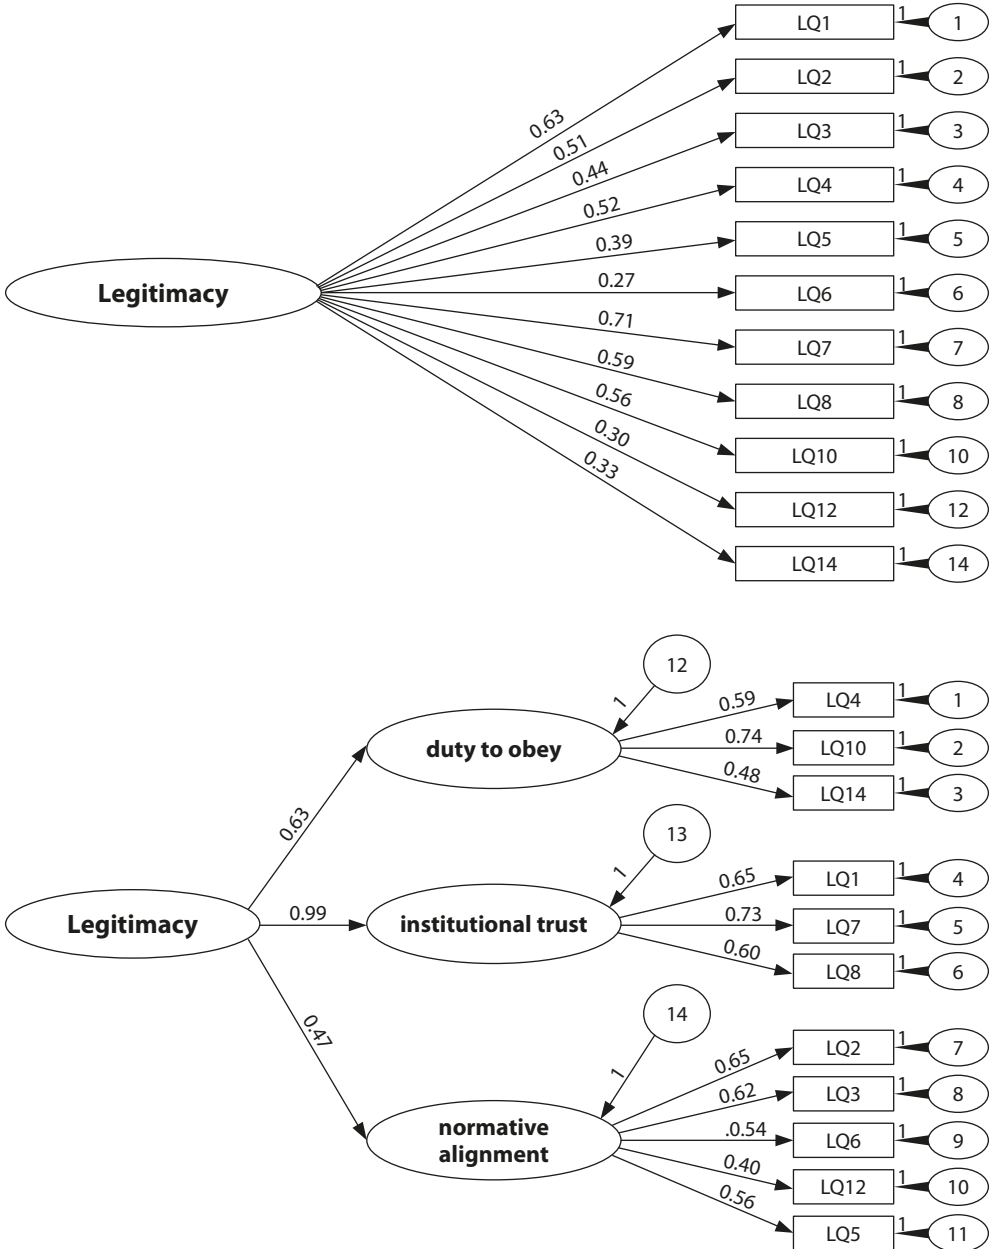 LQ1 1 1
LQ2 1 2
LQ3 1 3
LQ4 1 4
LQ5 1 5
LQ6 1 6
LQ7 1 7
LQ8 1 8
LQ10 1 10
LQ12 1 12
LQ14 1 14
0.63
0.51
0.44
0.52
0.39
0.27
0.71
0.59
0.56
0.30
0.33
Legitimacy
12
1
duty to obey
0.59 LQ4 1 1
0.74 LQ10 1 2
0.48 LQ14 1 3
0.63
13
1
Legitimacy
0.99
institutional trust
0.65 LQ1 1 4
0.73 LQ7 1 5
0.60 LQ8 1 6
0.47
14
1
normative
alignment
0.65 LQ2 1 7
0.62 LQ3 1 8
.0.54 LQ6 1 9
0.40 LQ12 1 10
0.56 LQ5 1 11